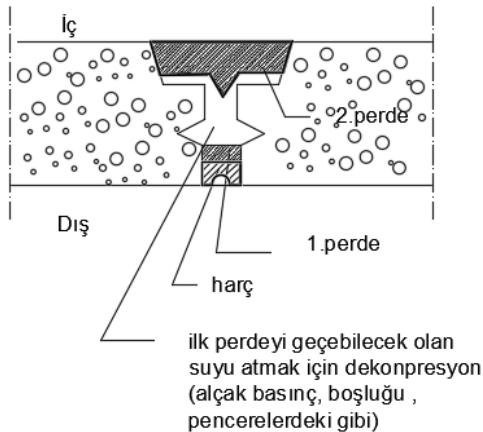 İç
2.perde
Dış
1.perde
harç
ilk perdeyi geçebilecek olan
suyu atmak için dekonpresyon
(alçak basınç, boşluğu ,
pencerelerdeki gibi)